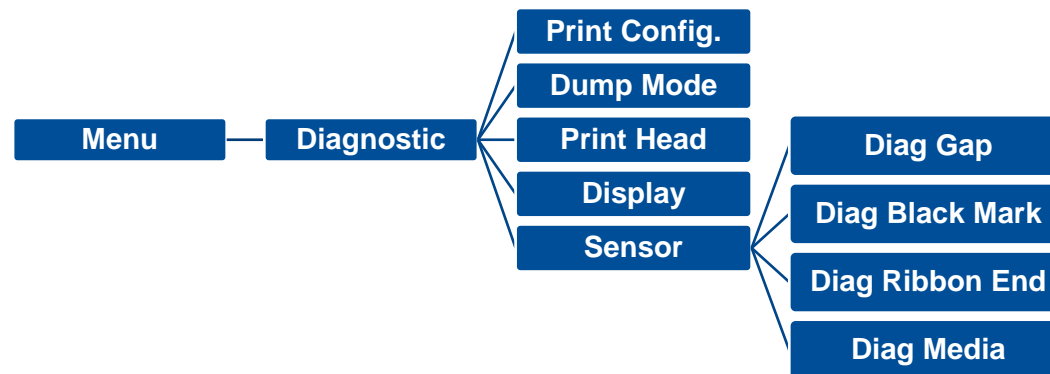 Menu
Diagnostic
Print Config.
Dump Mode
Print Head
Display
Sensor
Diag Gap
Diag Black Mark
Diag Ribbon End
Diag Media